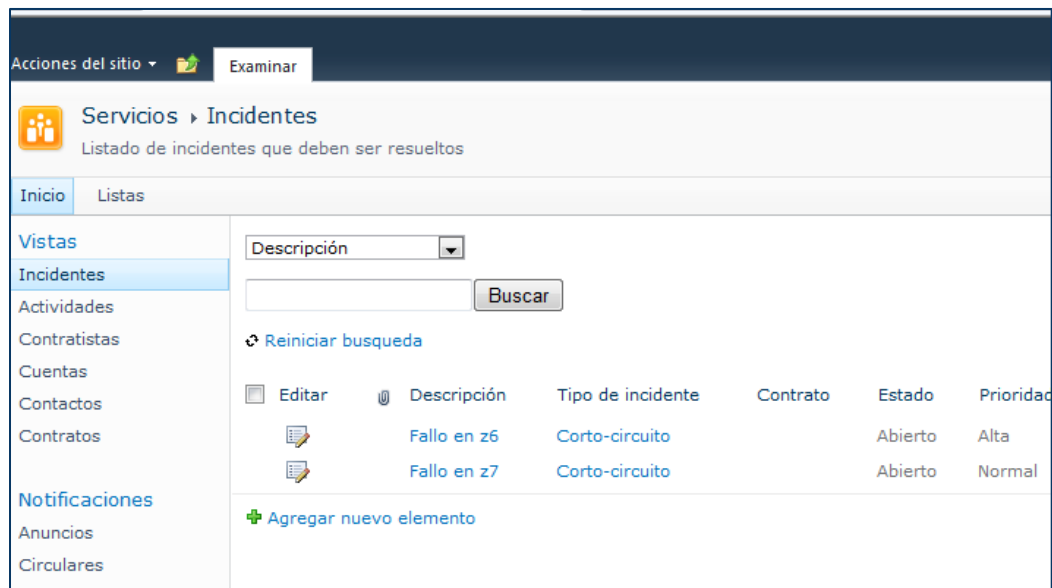 Acciones del sitio Examinar
Servicios Incidentes
Listado de incidentes que deben ser resueltos
Inicio Listas
Vistas
Incidentes
Actividades
Contratistas
Cuentas
Contactos
Contratos
Notificaciones
Anuncios
Circulares
Descripción
Buscar
Reiniciar busqueda
Editar Descripción Tipo de incidente Contrato Estado Prioridad
Fallo en z6 Corto-circuito Abierto Alta
Fallo en z7 Corto-circuito Abierto Normal
Agregar nuevo elemento